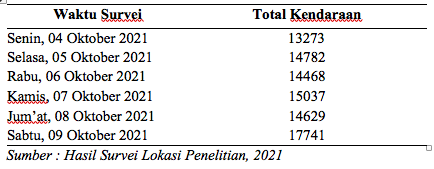 Waktu Survei Total Kendaraan
Senin, 04 Oktober 2021 13273
Selasa, 05 Oktober 2021 14782
Rabu, 06 Oktober 2021 14468
Kamis, 07 Oktober 2021 15037
Jum’at, 08 Oktober 2021 14629
Sabtu, 09 Oktober 2021 17741
Sumber : Hasil Survei Lokasi Penelitian, 2021